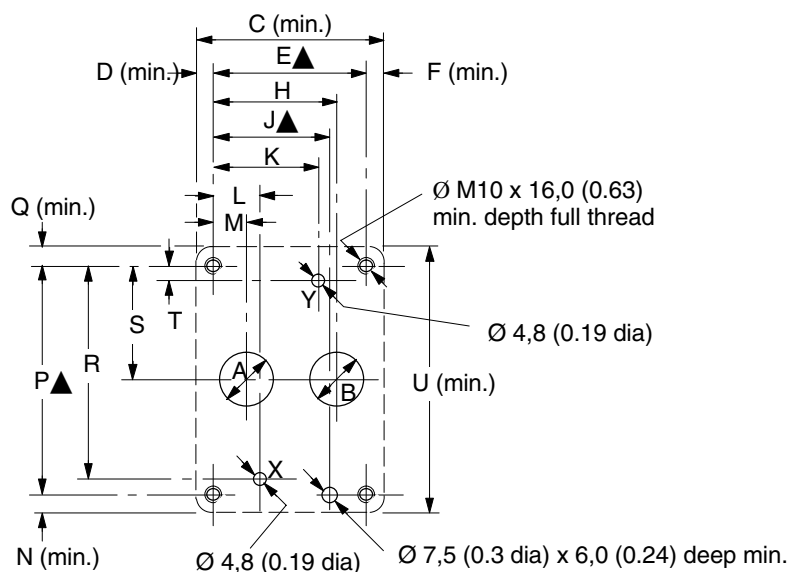 C (min.)
E▲
D (min.)
F (min.)
H
J▲
K
L
Q (min.)
M
Ø M10 x 16,0 (0.63)
min. depth full thread
Y
S
T
Ø 4,8 (0.19 dia)
P▲
R
A
B
U (min.)
X
N (min.)
Ø 4,8 (0.19 dia)
Ø 7,5 (0.3 dia) x 6,0 (0.24) deep min.